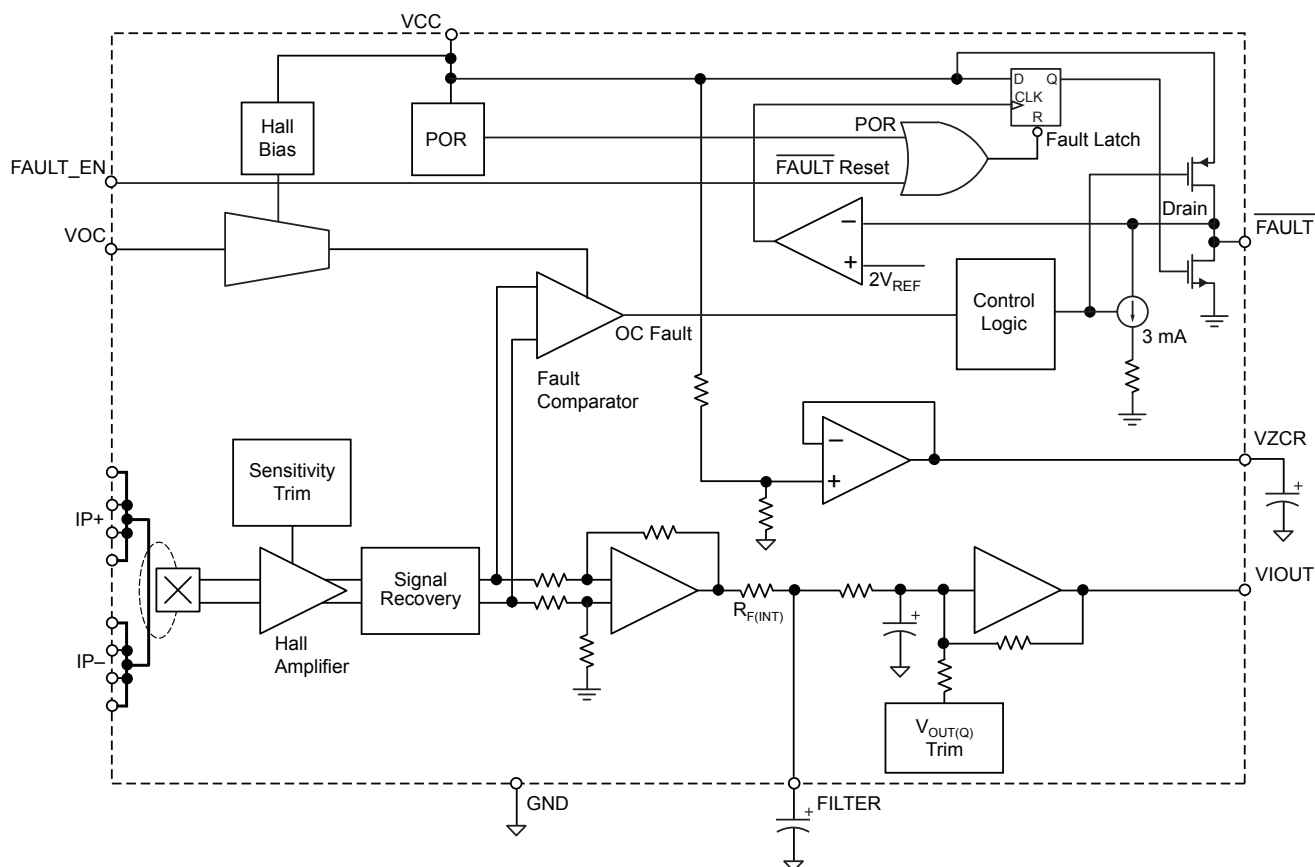 VCC
D Q
CLK
R
Hall
Bias
POR
POR
Fault Latch
FAULT_EN
FAULT Reset
Drain
VOC
FAULT
−
+
2VREF
Control
Logic
OC Fault
3 mA
Fault
Comparator
−
+
VZCR
+
Sensitivity
Trim
IP+
Signal
Recovery
VIOUT
RF(INT)
+
Hall
Amplifier
IP–
VOUT(Q)
Trim
GND
FILTER
+